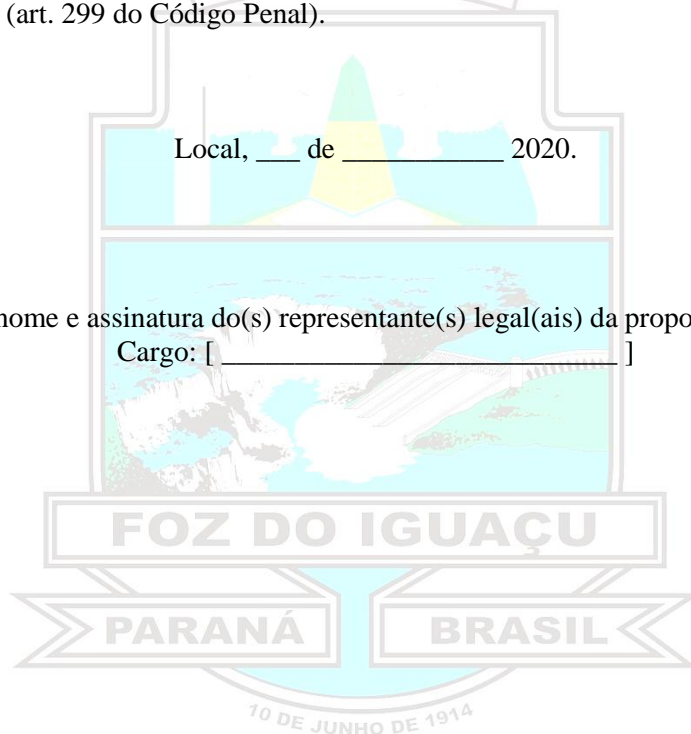 (art. 299 do Código Penal).
Local, ___ de ___________ 2020.
nome e assinatura do(s) representante(s) legal(ais) da propo
Cargo: [ ___________________________ ]
FOZ DO IGUAÇU
PARANÁ BRASIL
10 DE JUNHO DE 1914